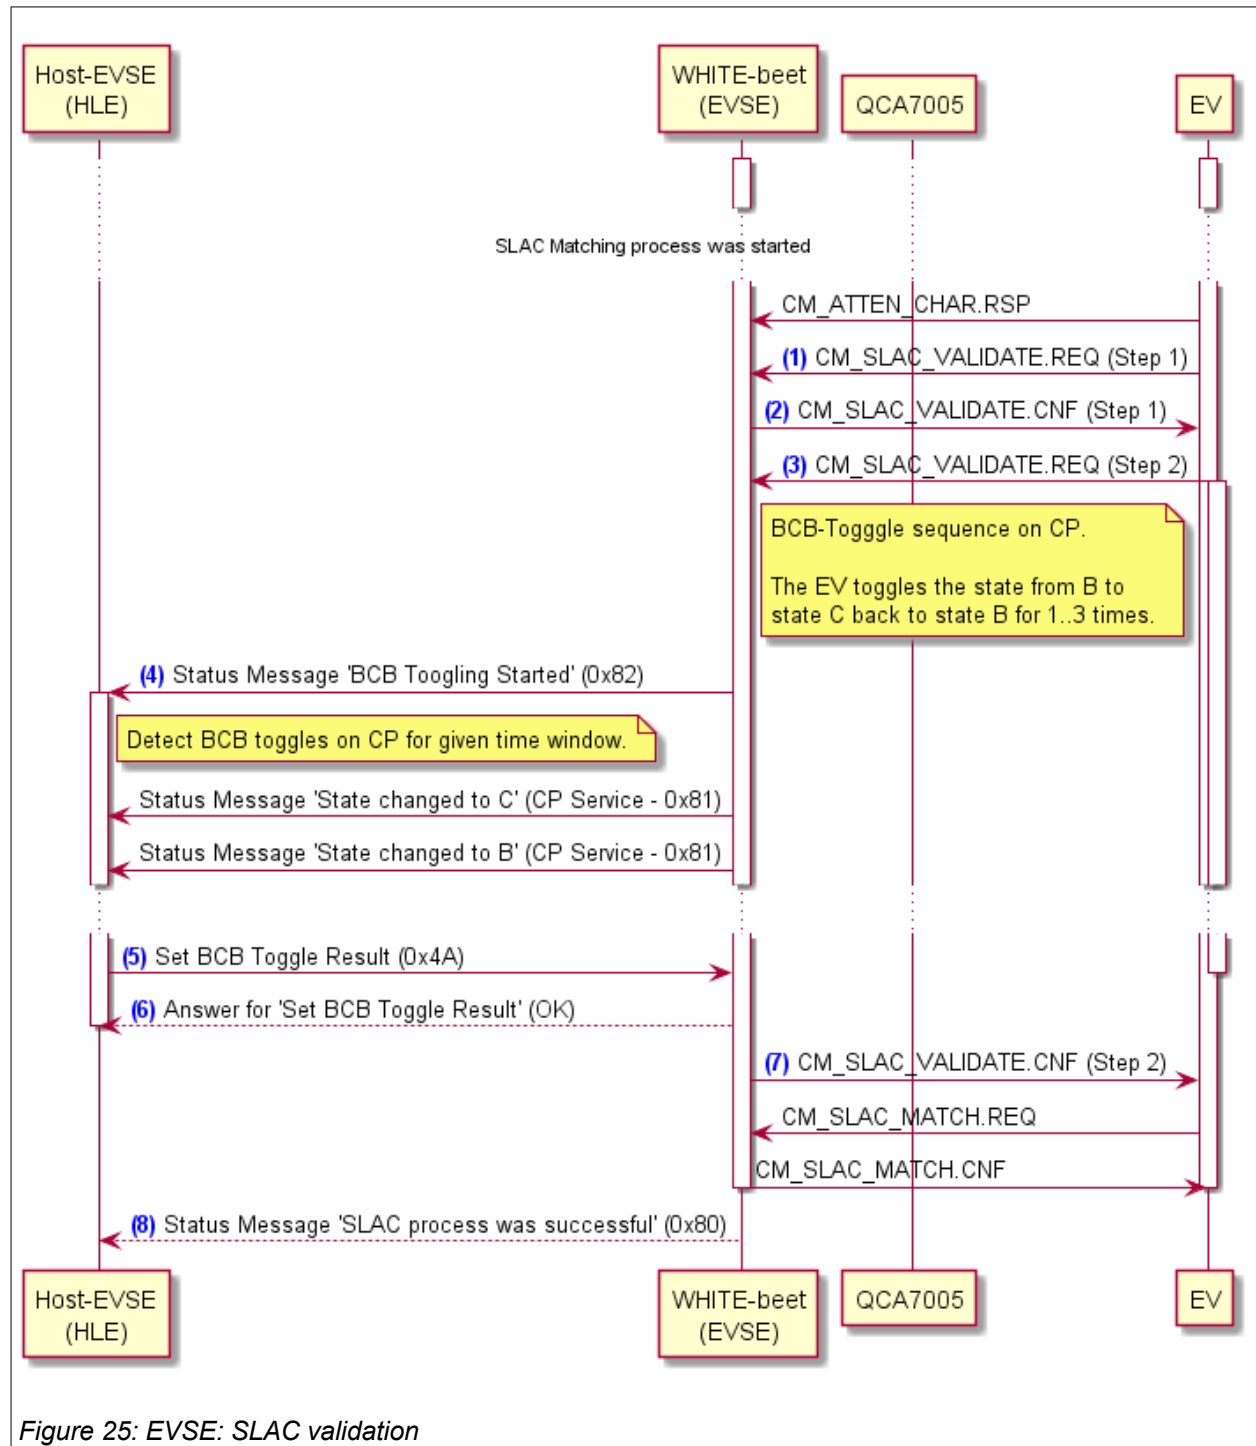 Host-EVSE
(HLE)
WHITE-beet
(EVSE)
QCA7005
EV
SLAC Matching process was started
CM_ATTEN_CHAR.RSP
(1) CM_SLAC_VALIDATE.REQ (Step 1)
(2) CM_SLAC_VALIDATE.CNF (Step 1)
(3) CM_SLAC_VALIDATE.REQ (Step 2)
BCB-Togggle sequence on CP.
The EV toggles the state from B to
state C back to state B for 1..3 times.
(4) Status Message 'BCB Toogling Started' (0x82)
Detect BCB toggles on CP for given time window.
Status Message 'State changed to C' (CP Service - 0x81)
Status Message 'State changed to B' (CP Service - 0x81)
(5) Set BCB Toggle Result (0x4A)
(6) Answer for 'Set BCB Toggle Result' (OK)
(7) CM_SLAC_VALIDATE.CNF (Step 2)
CM_SLAC_MATCH.REQ
CM_SLAC_MATCH.CNF
(8) Status Message 'SLAC process was successful' (0x80)
Host-EVSE
(HLE)
WHITE-beet
(EVSE)
QCA7005
EV
Figure 25: EVSE: SLAC validation